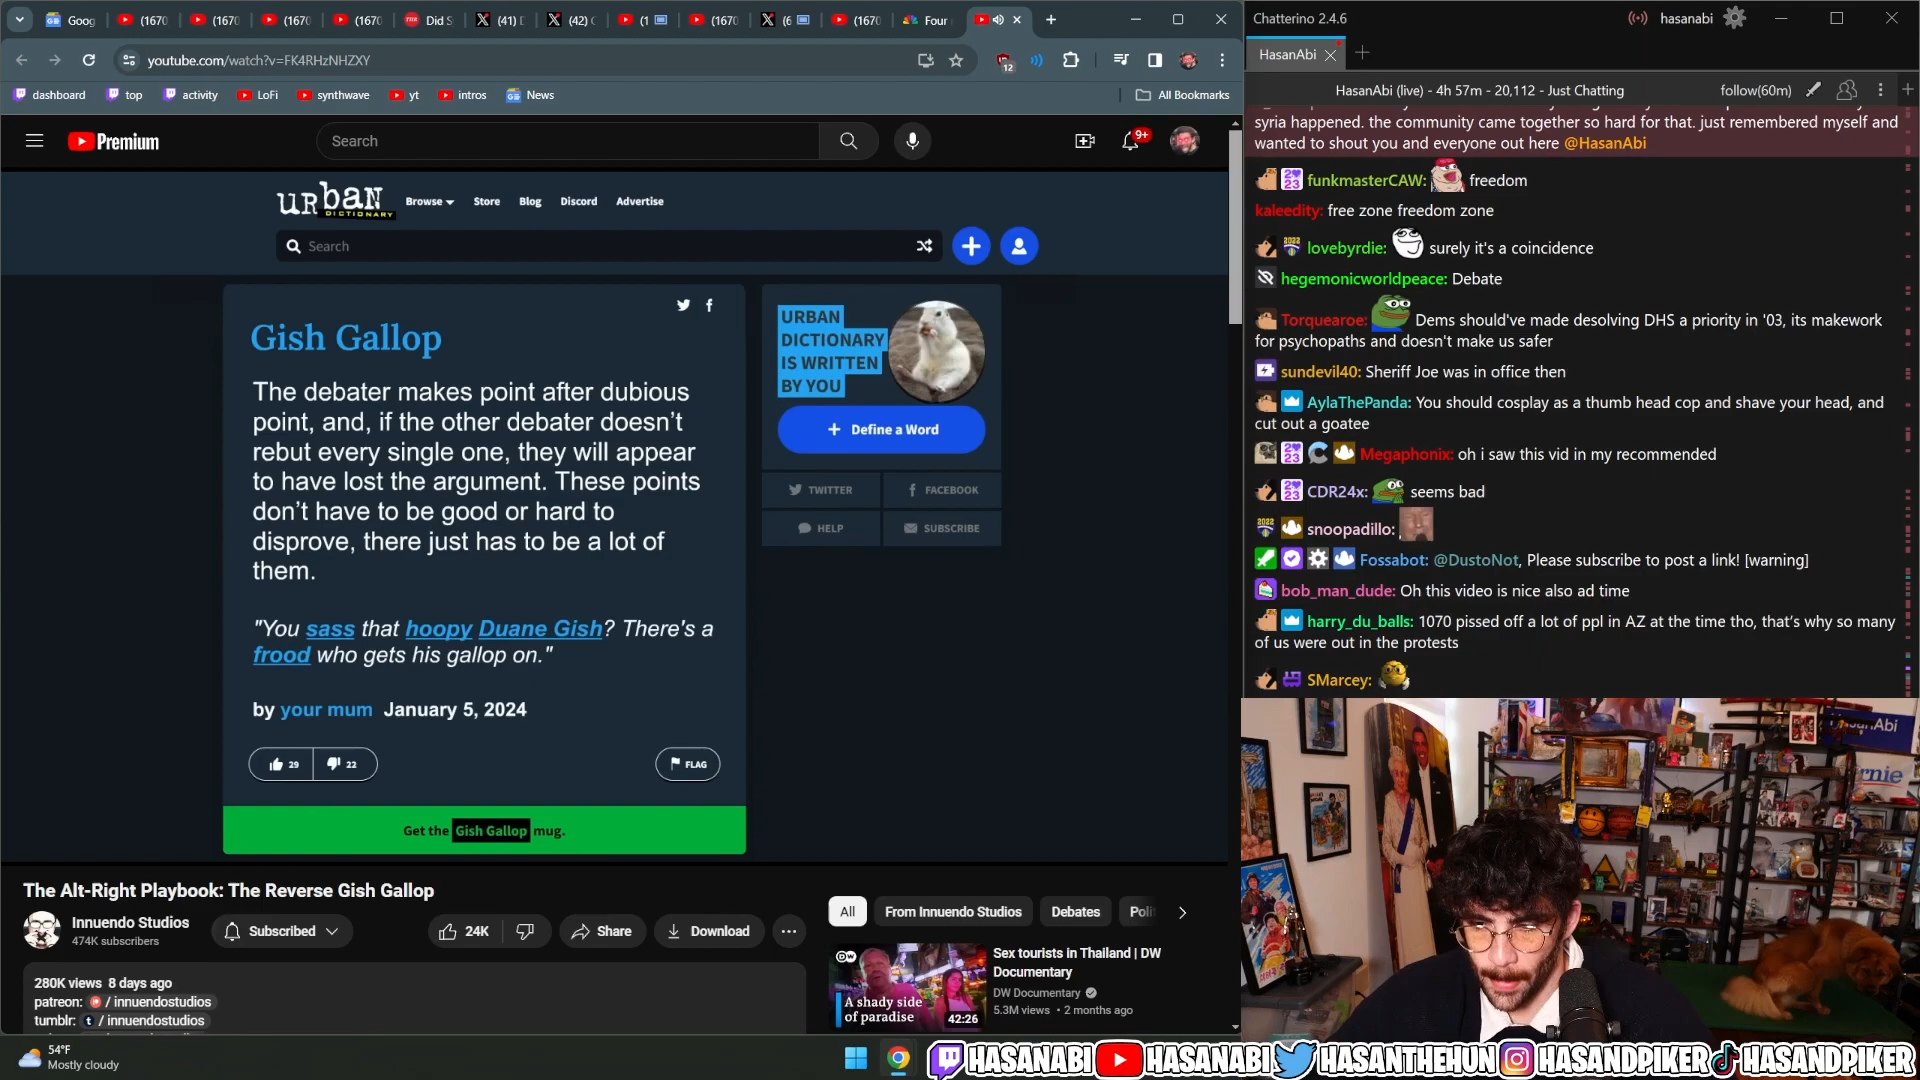 Goog
(1670
(1670
(1670
(1670
Did S
(41) D
(42) C
(1
(1670
(6
(1670
Four
youtube.com/watch?v=FK4RHzNHZXY
12
dashboard
top
activity
LoFi
synthwave
yt
intros
News
All Bookmarks
Premium
Search
9+
urban
DICTIONARY
Browse
Store
Blog
Discord
Advertise
Search
Gish Gallop
The debater makes point after dubious
point, and, if the other debater doesn't
rebut every single one, they will appear
to have lost the argument. These points
don't have to be good or hard to
disprove, there just has to be a lot of
them.
"You sass that hoopy Duane Gish? There's a
frood who gets his gallop on."
by your mum January 5, 2024
29
22
FLAG
Get the Gish Gallop mug.
URBAN
DICTIONARY
IS WRITTEN
BY YOU
+ Define a Word
TWITTER
FACEBOOK
HELP
SUBSCRIBE
The Alt-Right Playbook: The Reverse Gish Gallop
Innuendo Studios
474K subscribers
Subscribed
24K
Share
Download
280K views 8 days ago
patreon: / innuendostudios
tumblr: / innuendostudios
All
From Innuendo Studios
Debates
Poli
A shady side
of paradise
42:26
Sex tourists in Thailand | DW
Documentary
DW Documentary
5.3M views • 2 months ago
54°F
Mostly cloudy
Chatterino 2.4.6
hasanabi
HasanAbi
HasanAbi (live) - 4h 57m - 20,112 - Just Chatting
follow(60m)
syria happened. the community came together so hard for that. just remembered myself and
wanted to shout you and everyone out here @HasanAbi
funkmasterCAW: freedom
kaleedity: free zone freedom zone
lovebyrdie: surely it's a coincidence
hegemonicworldpeace: Debate
Torquearoe: Dems should've made desolving DHS a priority in '03, its makework
for psychopaths and doesn't make us safer
sundevil40: Sheriff Joe was in office then
AylaThePanda: You should cosplay as a thumb head cop and shave your head, and
cut out a goatee
Megaphonix: oh i saw this vid in my recommended
CDR24x: seems bad
snoopadillo:
Fossabot: @DustoNot, Please subscribe to post a link! [warning]
bob_man_dude: Oh this video is nice also ad time
harry_du_balls: 1070 pissed off a lot of ppl in AZ at the time tho, that's why so many
of us were out in the protests
SMarcey:
HASANABI
HASANABI
HASANTHEHUN
HASANDPIKER
HASANDPIKER